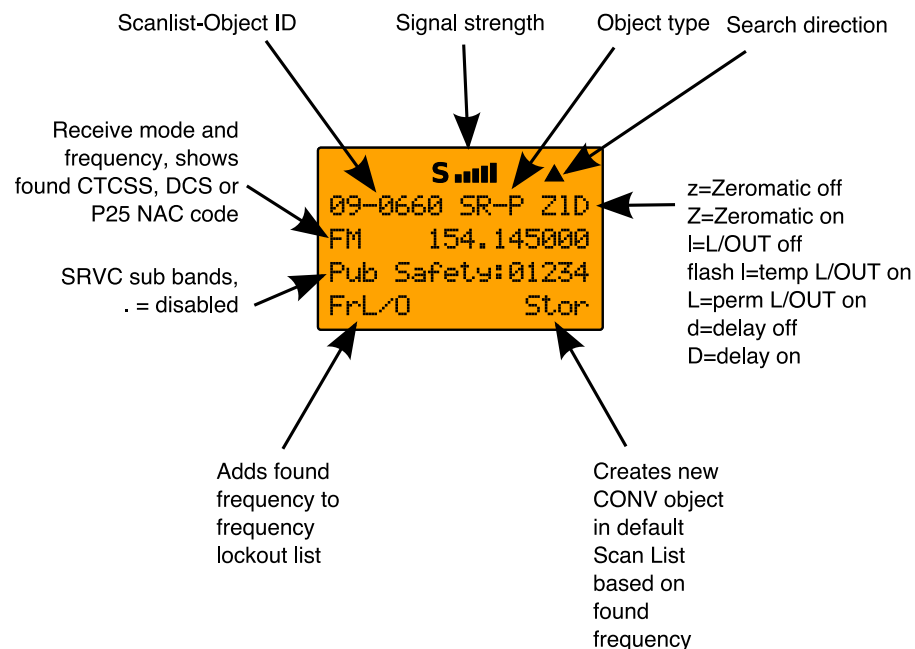 Scanlist-Object ID
Signal strength
Object type
Search direction
Receive mode and
frequency, shows
found CTCSS, DCS or
P25 NAC code
SRVC sub bands,
. = disabled
S
09-0660 SR-P ZlD
FM 154.145000
Pub Safety:01234
FrL/O Stor
z=Zeromatic off
Z=Zeromatic on
l=L/OUT off
flash l=temp L/OUT on
L=perm L/OUT on
d=delay off
D=delay on
Adds found
frequency to
frequency
lockout list
Creates new
CONV object
in default
Scan List
based on
found
frequency